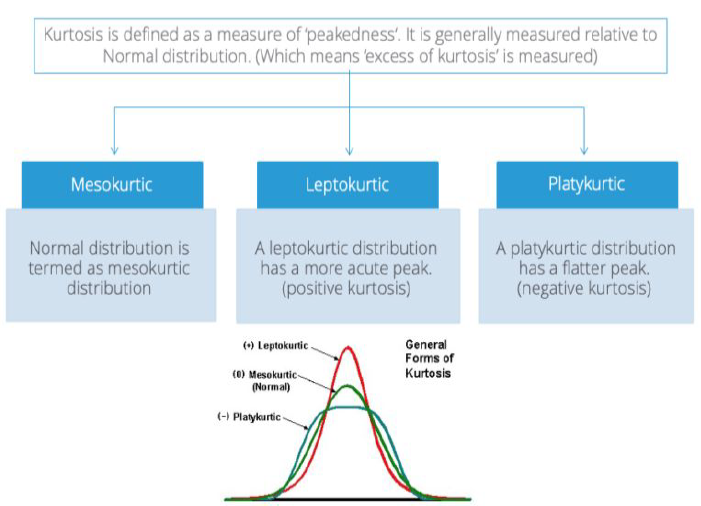 Kurtosis is defined as a measure of 'peakedness'. It is generally measured relative to
Normal distribution. (Which means 'excess of kurtosis' is measured)
Mesokurtic
Normal distribution is
termed as mesokurtic
distribution
Leptokurtic
A leptokurtic distribution
has a more acute peak.
(positive kurtosis)
Platykurtic
A platykurtic distribution
has a flatter peak.
(negative kurtosis)
General
Forms of
Kurtosis
(+) Leptokurtic
(0) Mesokurtic
(Normal)
(−) Platykurtic